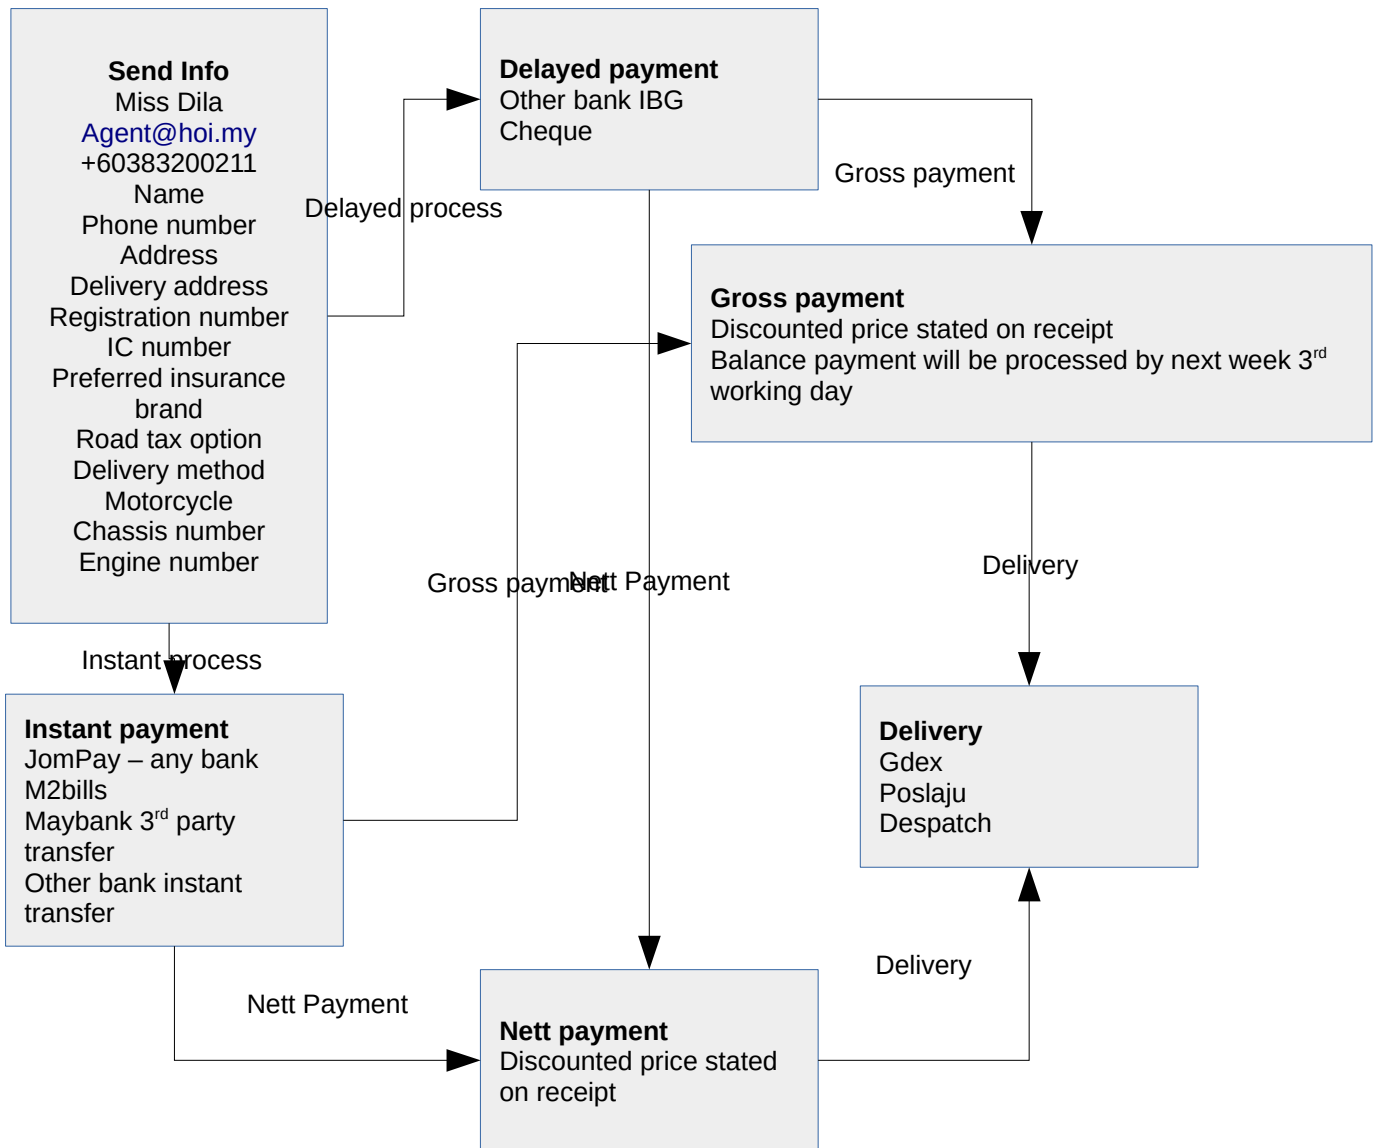 Send Info
Miss Dila
Agent@hoi.my
+60383200211
Name
Phone number
Address
Delivery address
Registration number
IC number
Preferred insurance
brand
Road tax option
Delivery method
Motorcycle
Chassis number
Engine number
Delayed process
Delayed payment
Other bank IBG
Cheque
Gross payment
Gross payment
Discounted price stated on receipt
Balance payment will be processed by next week 3rd
working day
Gross payment
Nett Payment
Delivery
Instant process
Instant payment
JomPay – any bank
M2bills
Maybank 3rd party
transfer
Other bank instant
transfer
Delivery
Gdex
Poslaju
Despatch
Nett Payment
Nett payment
Discounted price stated
on receipt
Delivery